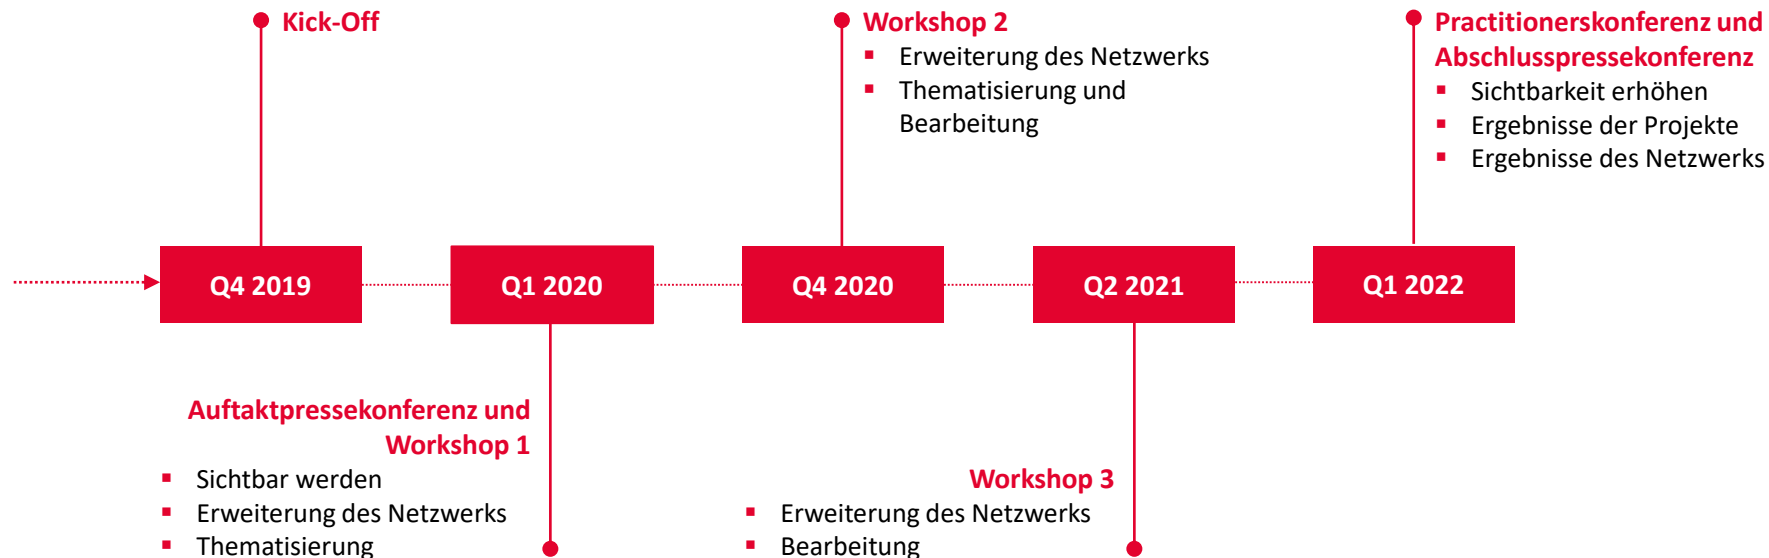 Kick-Off
Workshop 2
Erweiterung des Netzwerks
Thematisierung und
Bearbeitung
Practitionerskonferenz und
Abschlusspressekonferenz
Sichtbarkeit erhöhen
Ergebnisse der Projekte
Ergebnisse des Netzwerks
Q4 2019
Q1 2020
Q4 2020
Q2 2021
Q1 2022
Auftaktpressekonferenz und
Workshop 1
Sichtbar werden
Erweiterung des Netzwerks
Thematisierung
Workshop 3
Erweiterung des Netzwerks
Bearbeitung